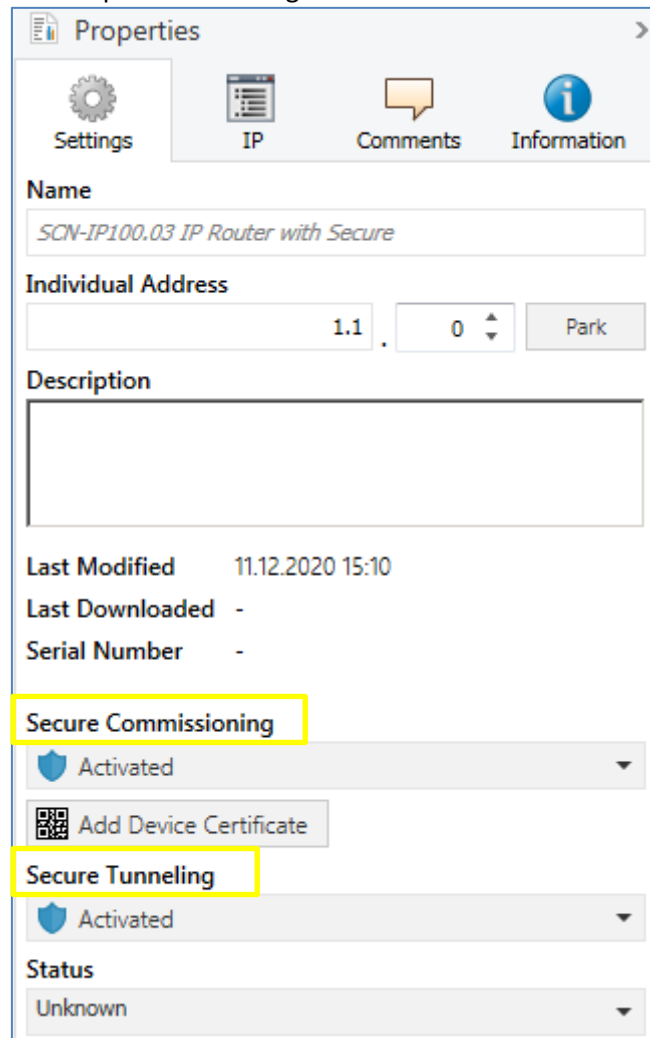 Properties
Settings IP Comments Information
Name
SCN-IP100.03 IP Router with Secure
Individual Address
1.1 . 0 Park
Description
Last Modified 11.12.2020 15:10
Last Downloaded -
Serial Number -
Secure Commissioning
Activated
Add Device Certificate
Secure Tunneling
Activated
Status
Unknown